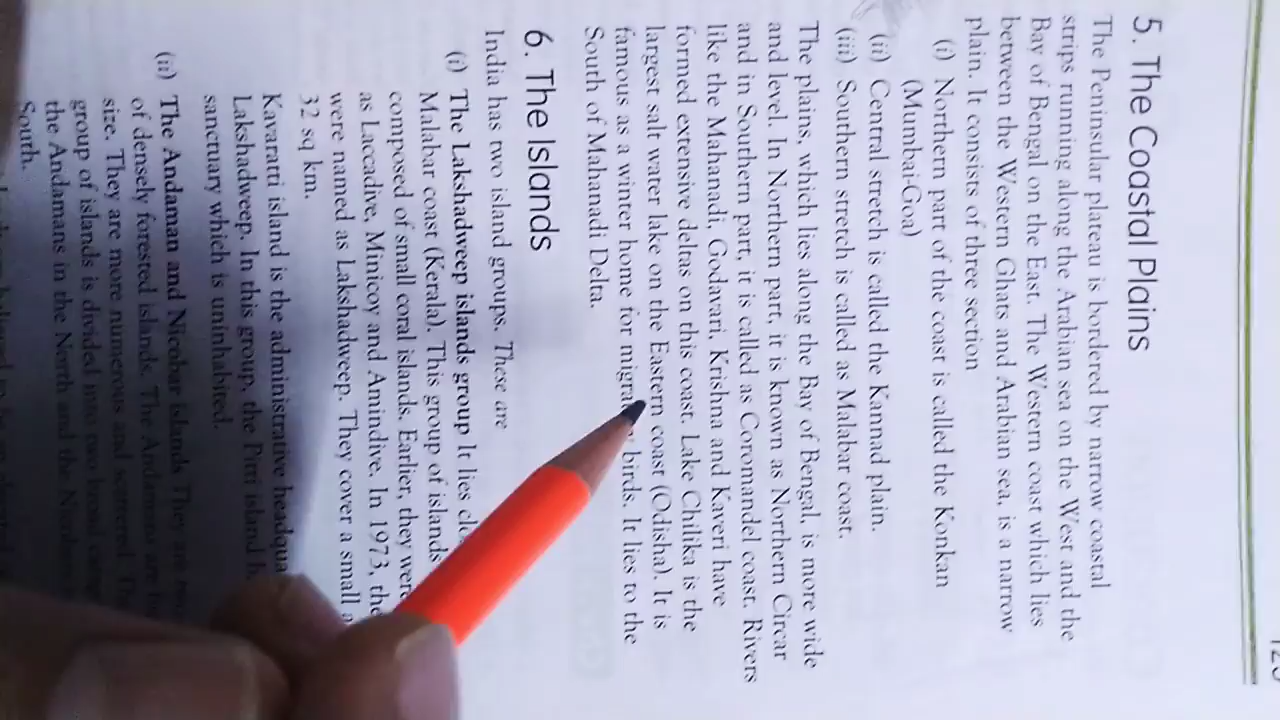 5. The Coastal Plains
The Peninsular plateau is bordered by narrow coastal
strips running along the Arabian sea on the West and the
Bay of Bengal on the East. The Western coast which lies
between the Western Ghats and Arabian sea, is a narrow
plain. It consists of three section
(i) Northern part of the coast is called the Konkan
(Mumbai-Goa)
(ii) Central stretch is called the Kannad plain.
(iii) Southern stretch is called as Malabar coast.
The plains, which lies along the Bay of Bengal, is more wide
and level. In Northern part, it is known as Northern Circar
and in Southern part, it is called as Coromandel coast. Rivers
like the Mahanadi, Godavari, Krishna and Kaveri have
formed extensive deltas on this coast. Lake Chilika is the
largest salt water lake on the Eastern coast (Odisha). It is
famous as a winter home for birds. It lies to the
South of Mahanadi Delta.
6. The Islands
India has two island groups. These are
(i) The Lakshadweep islands group It lies
Malabar coast (Kerala). This group of islands
composed of small coral islands. Earlier, they were
as Laccadive, Minicoy and Amindive. In 1973, the
were named as Lakshadweep. They cover a small
32 sq km.
Kavaratti island is the administrative
Lakshadweep. In this group, the Pitti island
sanctuary which is uninhabited.
(ii) The Andaman and Nicobar islands They are
of densely forested islands. The Andamans are
size. They are more numerous and scattered.
group of islands is divided into two broad
the Andamans in the North and the
South.